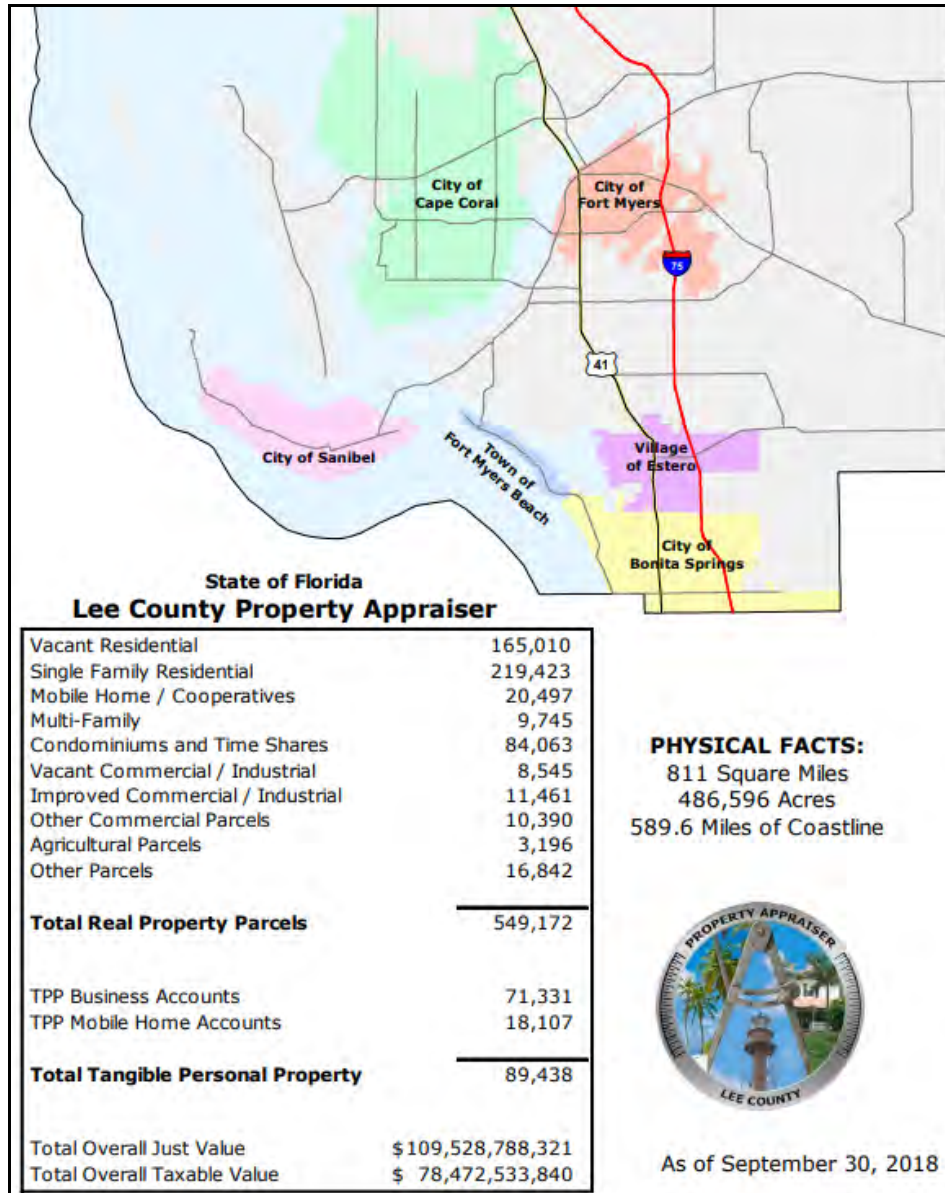 City of
Cape Coral
City of
Fort Myers
75
41
City of Sanibel
Town of
Fort Myers Beach
Village
of Estero
City of
Bonita Springs
State of Florida
Lee County Property Appraiser
Vacant Residential 165,010
Single Family Residential 219,423
Mobile Home / Cooperatives 20,497
Multi-Family 9,745
Condominiums and Time Shares 84,063
Vacant Commercial / Industrial 8,545
Improved Commercial / Industrial 11,461
Other Commercial Parcels 10,390
Agricultural Parcels 3,196
Other Parcels 16,842
Total Real Property Parcels 549,172
TPP Business Accounts 71,331
TPP Mobile Home Accounts 18,107
Total Tangible Personal Property 89,438
Total Overall Just Value $109,528,788,321
Total Overall Taxable Value $ 78,472,533,840
PHYSICAL FACTS:
811 Square Miles
486,596 Acres
589.6 Miles of Coastline
PROPERTY APPRAISER
LEE COUNTY
As of September 30, 2018